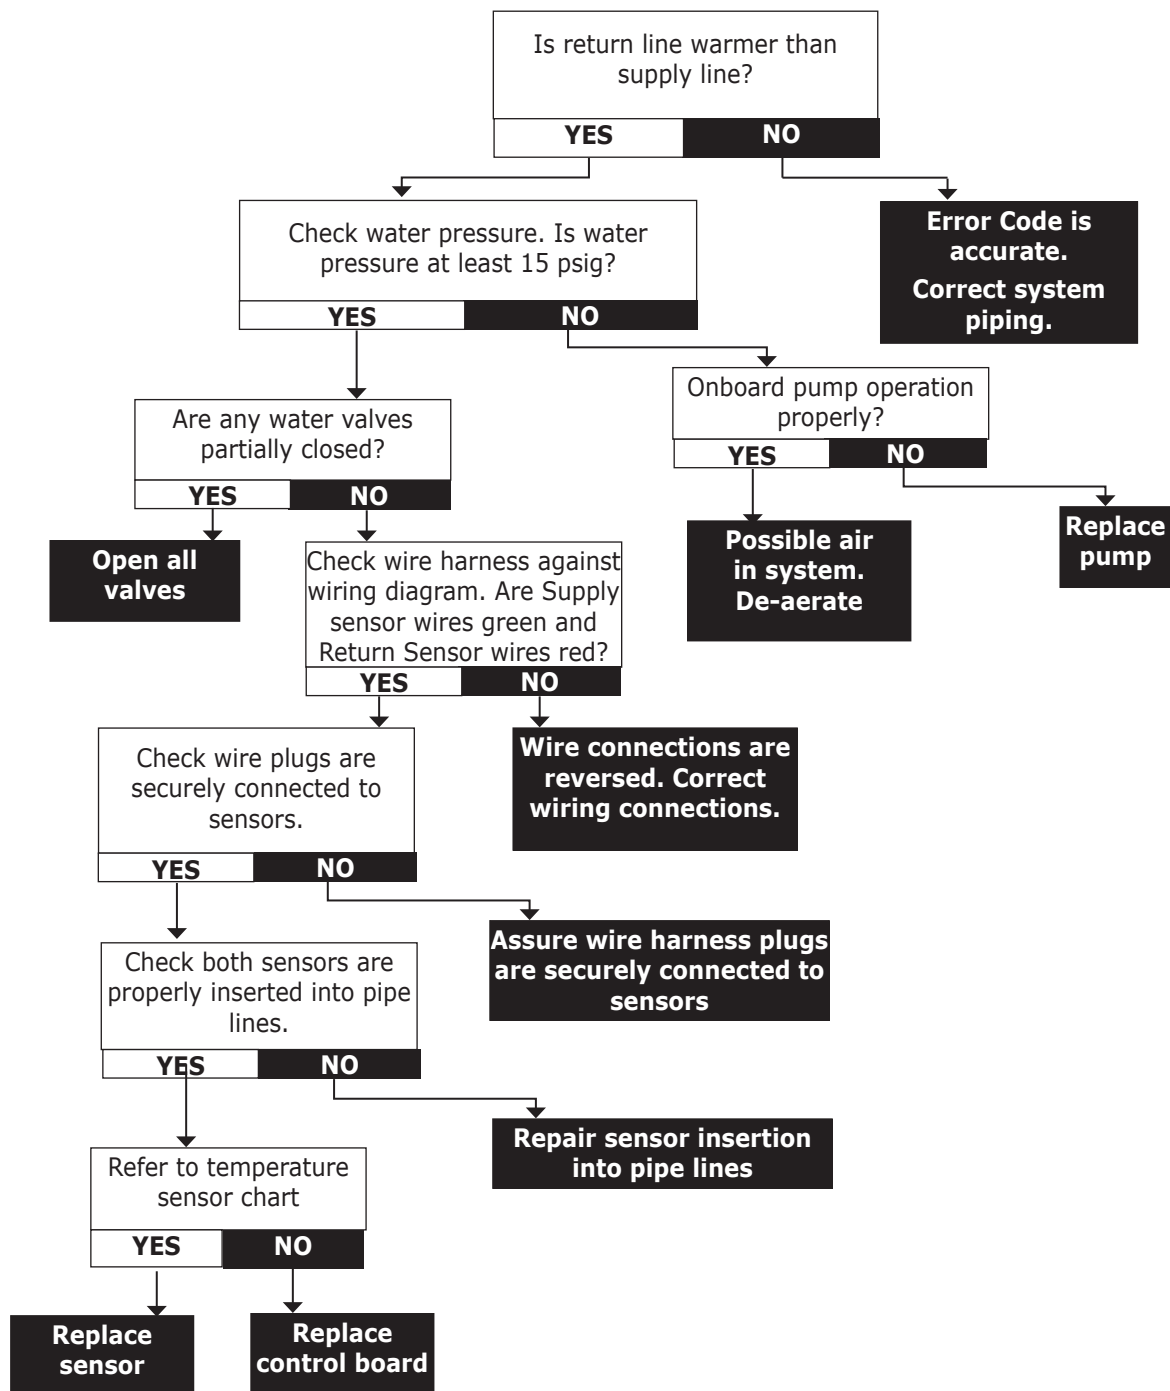 Is return line warmer than
supply line?
YES
NO
Check water pressure. Is water
pressure at least 15 psig?
YES
NO
Error Code is
accurate.
Correct system
piping.
Onboard pump operation
properly?
YES
NO
Are any water valves
partially closed?
YES
NO
Possible air
in system.
De-aerate
Replace
pump
Open all
valves
Check wire harness against
wiring diagram. Are Supply
sensor wires green and
Return Sensor wires red?
YES
NO
Check wire plugs are
securely connected to
sensors.
YES
NO
Wire connections are
reversed. Correct
wiring connections.
Check both sensors are
properly inserted into pipe
lines.
YES
NO
Assure wire harness plugs
are securely connected to
sensors
Refer to temperature
sensor chart
YES
NO
Repair sensor insertion
into pipe lines
Replace
sensor
Replace
control board